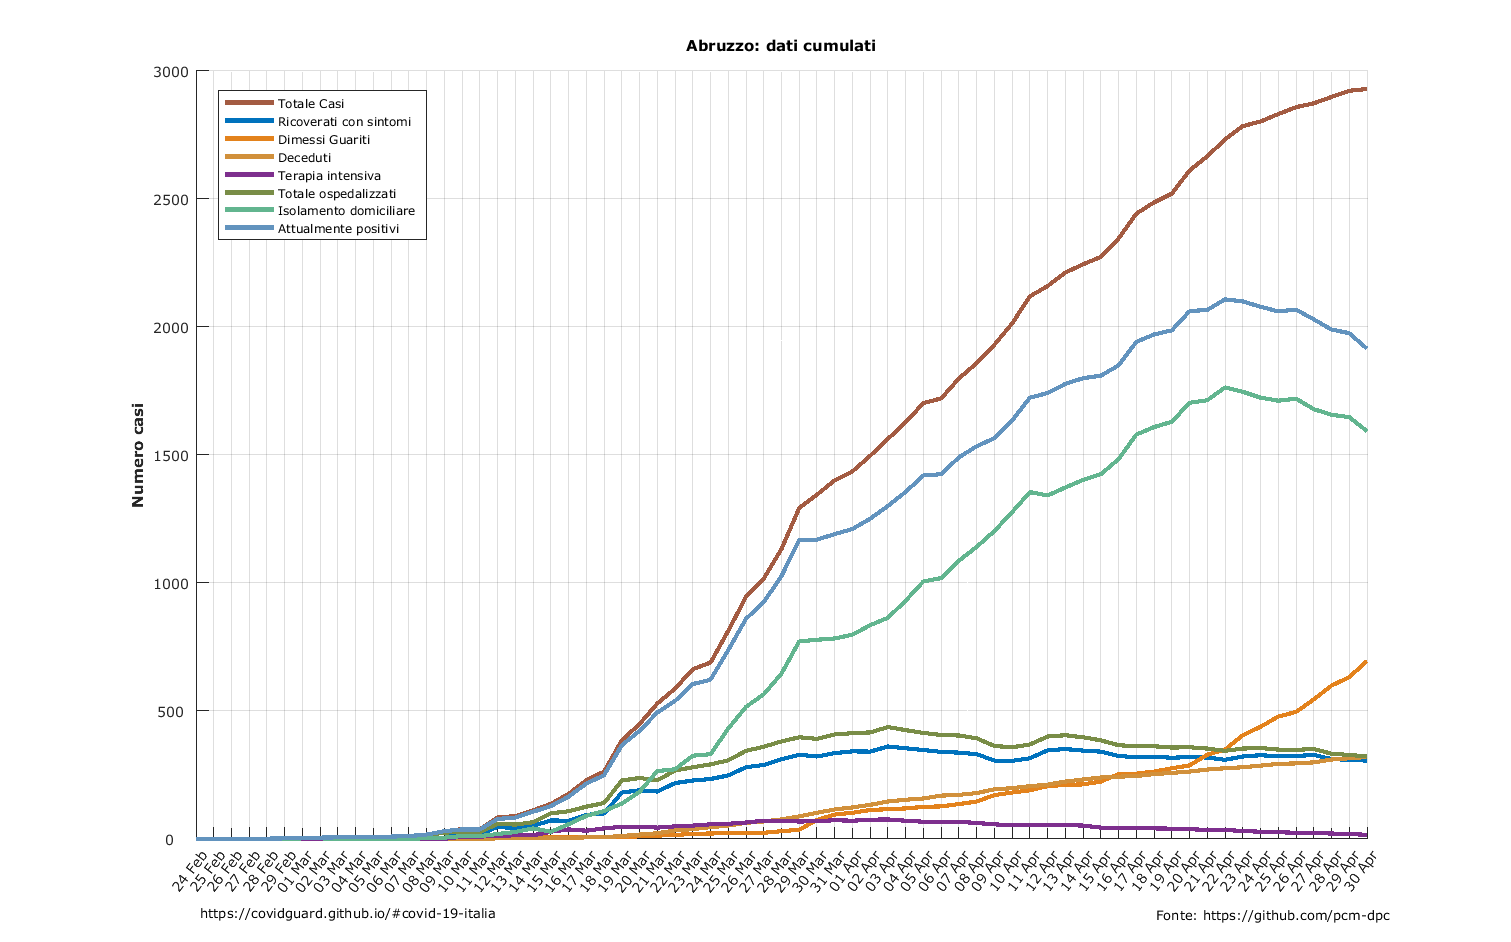 Abruzzo: dati cumulati
3000
2500
2000
1500
1000
500
0
Numero casi
Totale Casi
Ricoverati con sintomi
Dimessi Guariti
Deceduti
Terapia intensiva
Totale ospedalizzati
Isolamento domiciliare
Attualmente positivi
24 Feb
25 Feb
26 Feb
27 Feb
28 Feb
29 Feb
01 Mar
02 Mar
03 Mar
04 Mar
05 Mar
06 Mar
07 Mar
08 Mar
09 Mar
10 Mar
11 Mar
12 Mar
13 Mar
14 Mar
15 Mar
16 Mar
17 Mar
18 Mar
19 Mar
20 Mar
21 Mar
22 Mar
23 Mar
24 Mar
25 Mar
26 Mar
27 Mar
28 Mar
29 Mar
30 Mar
31 Mar
01 Apr
02 Apr
03 Apr
04 Apr
05 Apr
06 Apr
07 Apr
08 Apr
09 Apr
10 Apr
11 Apr
12 Apr
13 Apr
14 Apr
15 Apr
16 Apr
17 Apr
18 Apr
19 Apr
20 Apr
21 Apr
22 Apr
23 Apr
24 Apr
25 Apr
26 Apr
27 Apr
28 Apr
29 Apr
30 Apr
https://covidguard.github.io/#covid-19-italia
Fonte: https://github.com/pcm-dpc